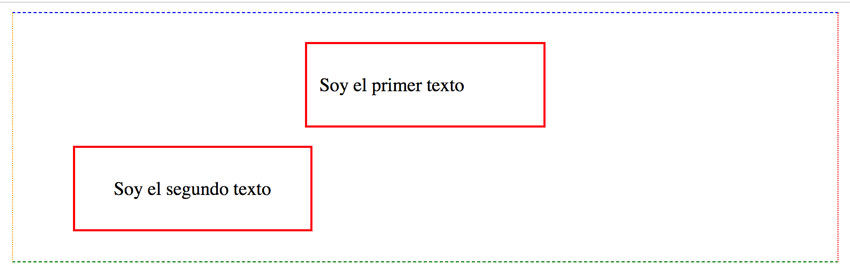 Soy el primer texto
Soy el segundo texto